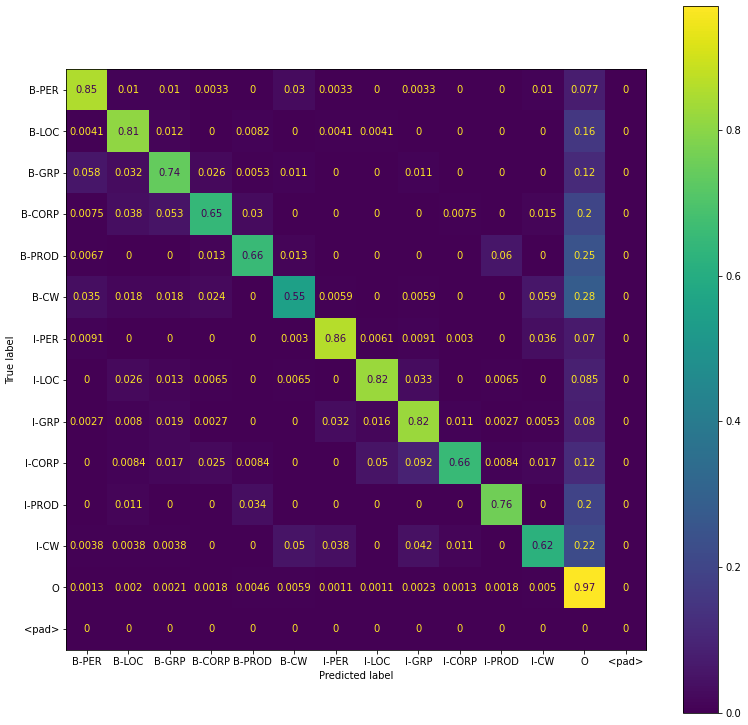 B-PER 0.85 0.01 0.01 0.0033 0 0.03 0.0033 0 0.0033 0 0 0.01 0.077 0
B-LOC 0.0041 0.81 0.012 0 0.0082 0 0.0041 0.0041 0 0 0 0 0.16 0
B-GRP 0.058 0.032 0.74 0.026 0.0053 0.011 0 0 0.011 0 0 0 0.12 0
B-CORP 0.0075 0.038 0.053 0.65 0.03 0 0 0 0 0.0075 0 0.015 0.2 0
B-PROD 0.0067 0 0 0.013 0.66 0.013 0 0 0 0 0.06 0 0.25 0
B-CW 0.035 0.018 0.018 0.024 0 0.55 0.0059 0 0.0059 0 0 0.059 0.28 0
I-PER 0.0091 0 0 0 0 0.003 0.86 0.0061 0.0091 0.003 0 0.036 0.07 0
I-LOC 0 0.026 0.013 0.0065 0 0.0065 0 0.82 0.033 0 0.0065 0 0.085 0
I-GRP 0.0027 0.008 0.019 0.0027 0 0 0.032 0.016 0.82 0.011 0.0027 0.0053 0.08 0
I-CORP 0 0.0084 0.017 0.025 0.0084 0 0 0.05 0.092 0.66 0.0084 0.017 0.12 0
I-PROD 0 0.011 0 0 0.034 0 0 0 0 0 0.76 0 0.2 0
I-CW 0.0038 0.0038 0.0038 0 0 0.05 0.038 0 0.042 0.011 0 0.62 0.22 0
O 0.0013 0.002 0.0021 0.0018 0.0046 0.0059 0.0011 0.0011 0.0023 0.0013 0.0018 0.005 0.97 0
<pad> 0 0 0 0 0 0 0 0 0 0 0 0 0 0
B-PER B-LOC B-GRP B-CORP B-PROD B-CW I-PER I-LOC I-GRP I-CORP I-PROD I-CW O <pad>
Predicted label
True label
0.8
0.6
0.4
0.2
0.0